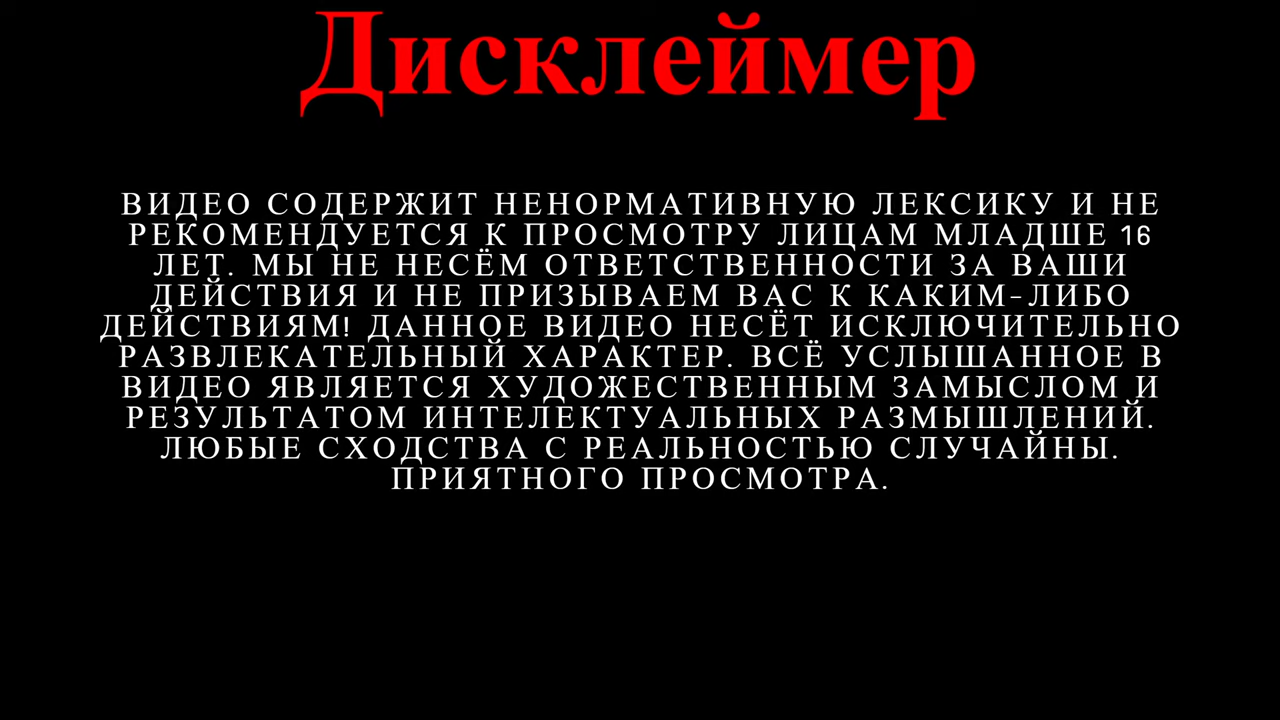 Дисклеймер
ВИДЕО СОДЕРЖИТ НЕНОРМАТИВНУЮ ЛЕКСИКУ И НЕ
РЕКОМЕНДУЕТСЯ К ПРОСМОТРУ ЛИЦАМ МЛАДШЕ 16
ЛЕТ. МЫ НЕ НЕСЁМ ОТВЕТСТВЕННОСТИ ЗА ВАШИ
ДЕЙСТВИЯ И НЕ ПРИЗЫВАЕМ ВАС К КАКИМ-ЛИБО
ДЕЙСТВИЯМ! ДАННОЕ ВИДЕО НЕСЁТ ИСКЛЮЧИТЕЛЬНО
РАЗВЛЕКАТЕЛЬНЫЙ ХАРАКТЕР. ВСЁ УСЛЫШАННОЕ В
ВИДЕО ЯВЛЯЕТСЯ ХУДОЖЕСТВЕННЫМ ЗАМЫСЛОМ И
РЕЗУЛЬТАТОМ ИНТЕЛЕКТУАЛЬНЫХ РАЗМЫШЛЕНИЙ.
ЛЮБЫЕ СХОДСТВА С РЕАЛЬНОСТЬЮ СЛУЧАЙНЫ.
ПРИЯТНОГО ПРОСМОТРА.